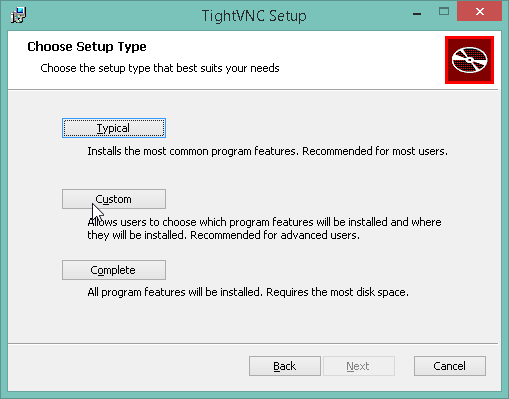 TightVNC Setup
Choose Setup Type
Choose the setup type that best suits your needs
Typical
Installs the most common program features. Recommended for most users.
Custom
Allows users to choose which program features will be installed and where
they will be installed. Recommended for advanced users.
Complete
All program features will be installed. Requires the most disk space.
Back Next Cancel